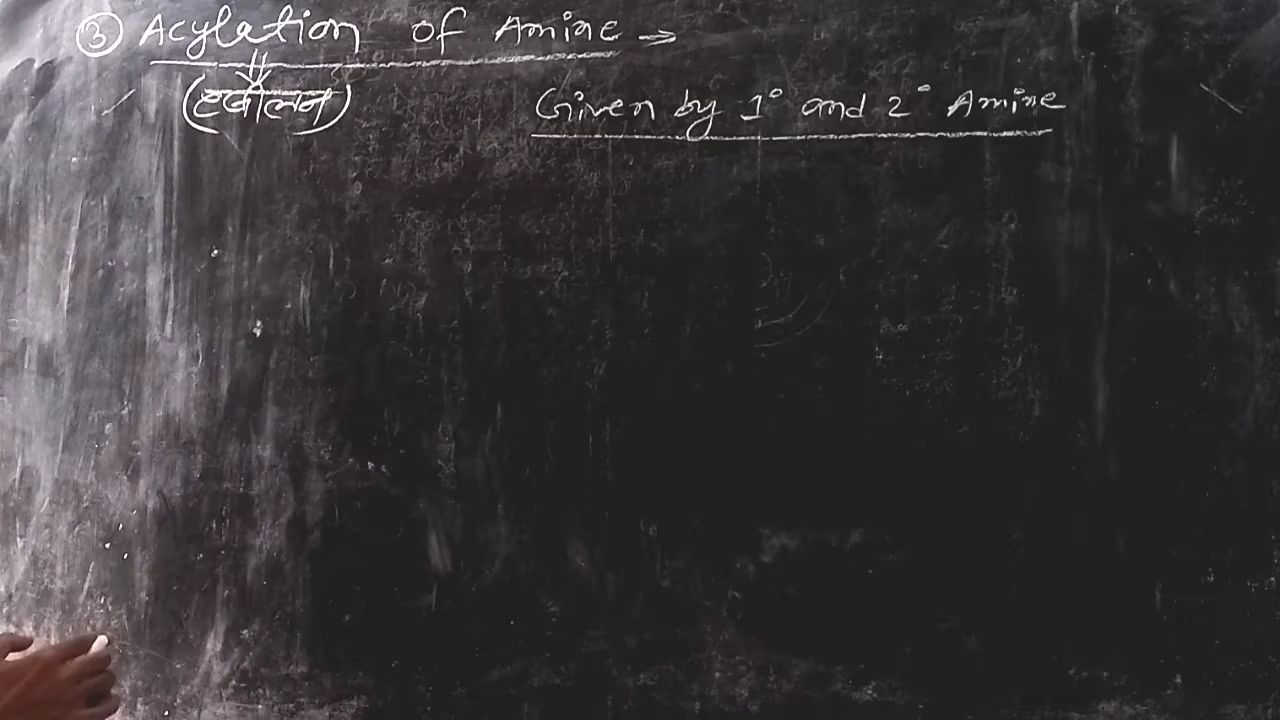 ③ Acylation of Amine →
(एसीलन)
Given by 1° and 2° Amine